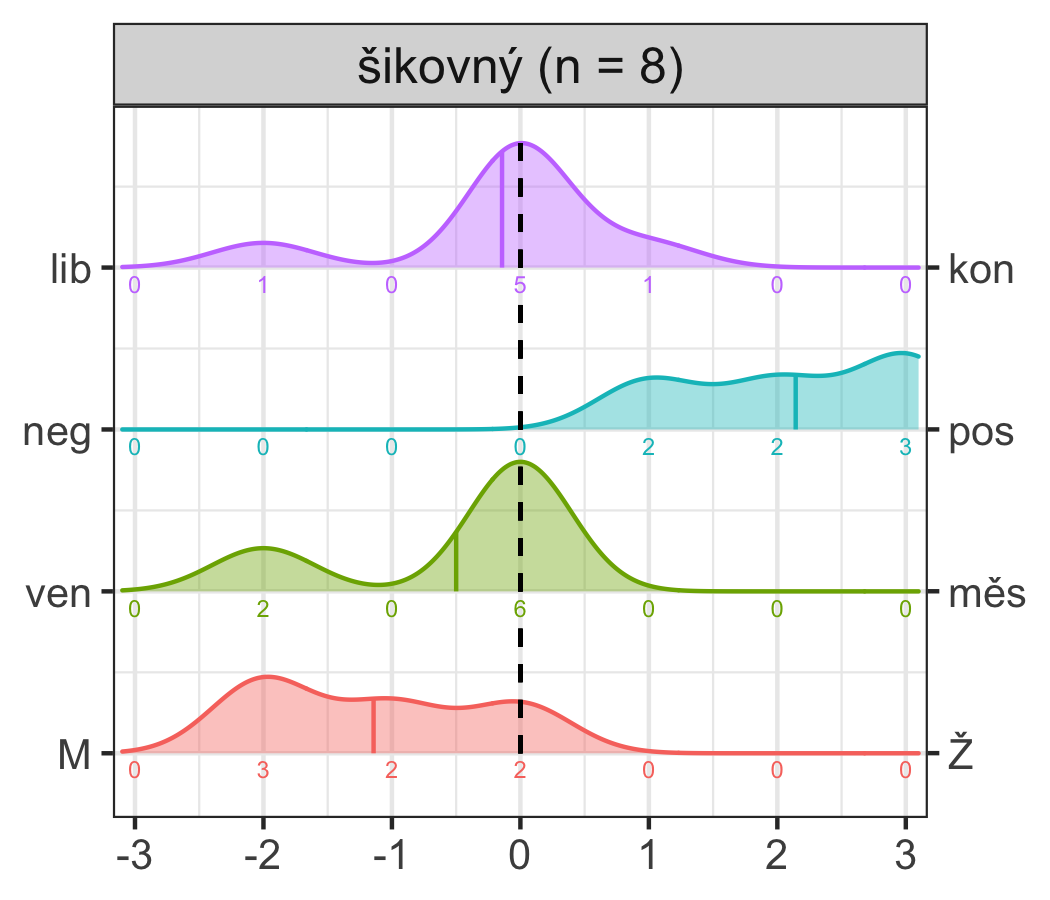 šikovný (n = 8)
lib kon
0 1 0 5 1 0 0
neg pos
0 0 0 0 2 2 3
ven měs
0 2 0 6 0 0 0
M Ž
0 3 2 2 0 0 0
-3 -2 -1 0 1 2 3